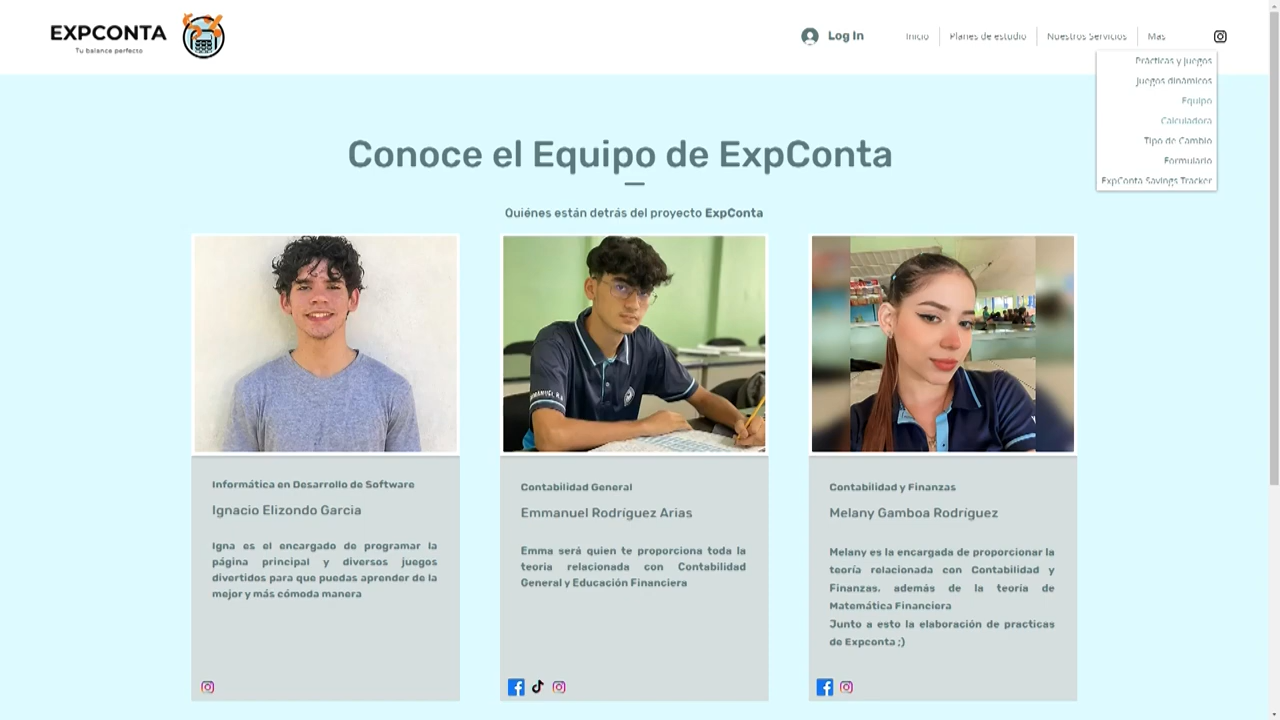 EXPCONTA
Tu balance perfecto
Log In
Inicio
Planes de estudio
Nuestros Servicios
Mas
Prácticas y Juegos
Juegos dinámicos
Equipo
Calculadora
Tipo de Cambio
Formulario
ExpConta Savings Tracker
Conoce el Equipo de ExpConta
Quiénes están detrás del proyecto ExpConta
Informática en Desarrollo de Software
Ignacio Elizondo Garcia
Igna es el encargado de programar la
página principal y diversos juegos
divertidos para que puedas aprender de la
mejor y más cómoda manera
Contabilidad General
Emmanuel Rodríguez Arias
Emma será quien te proporciona toda la
teoria relacionada con Contabilidad
General y Educación Financiera
Contabilidad y Finanzas
Melany Gamboa Rodríguez
Melany es la encargada de proporcionar la
teoría relacionada con Contabilidad y
Finanzas, además de la teoría de
Matemática Financiera
Junto a esto la elaboración de practicas
de Expconta ;)